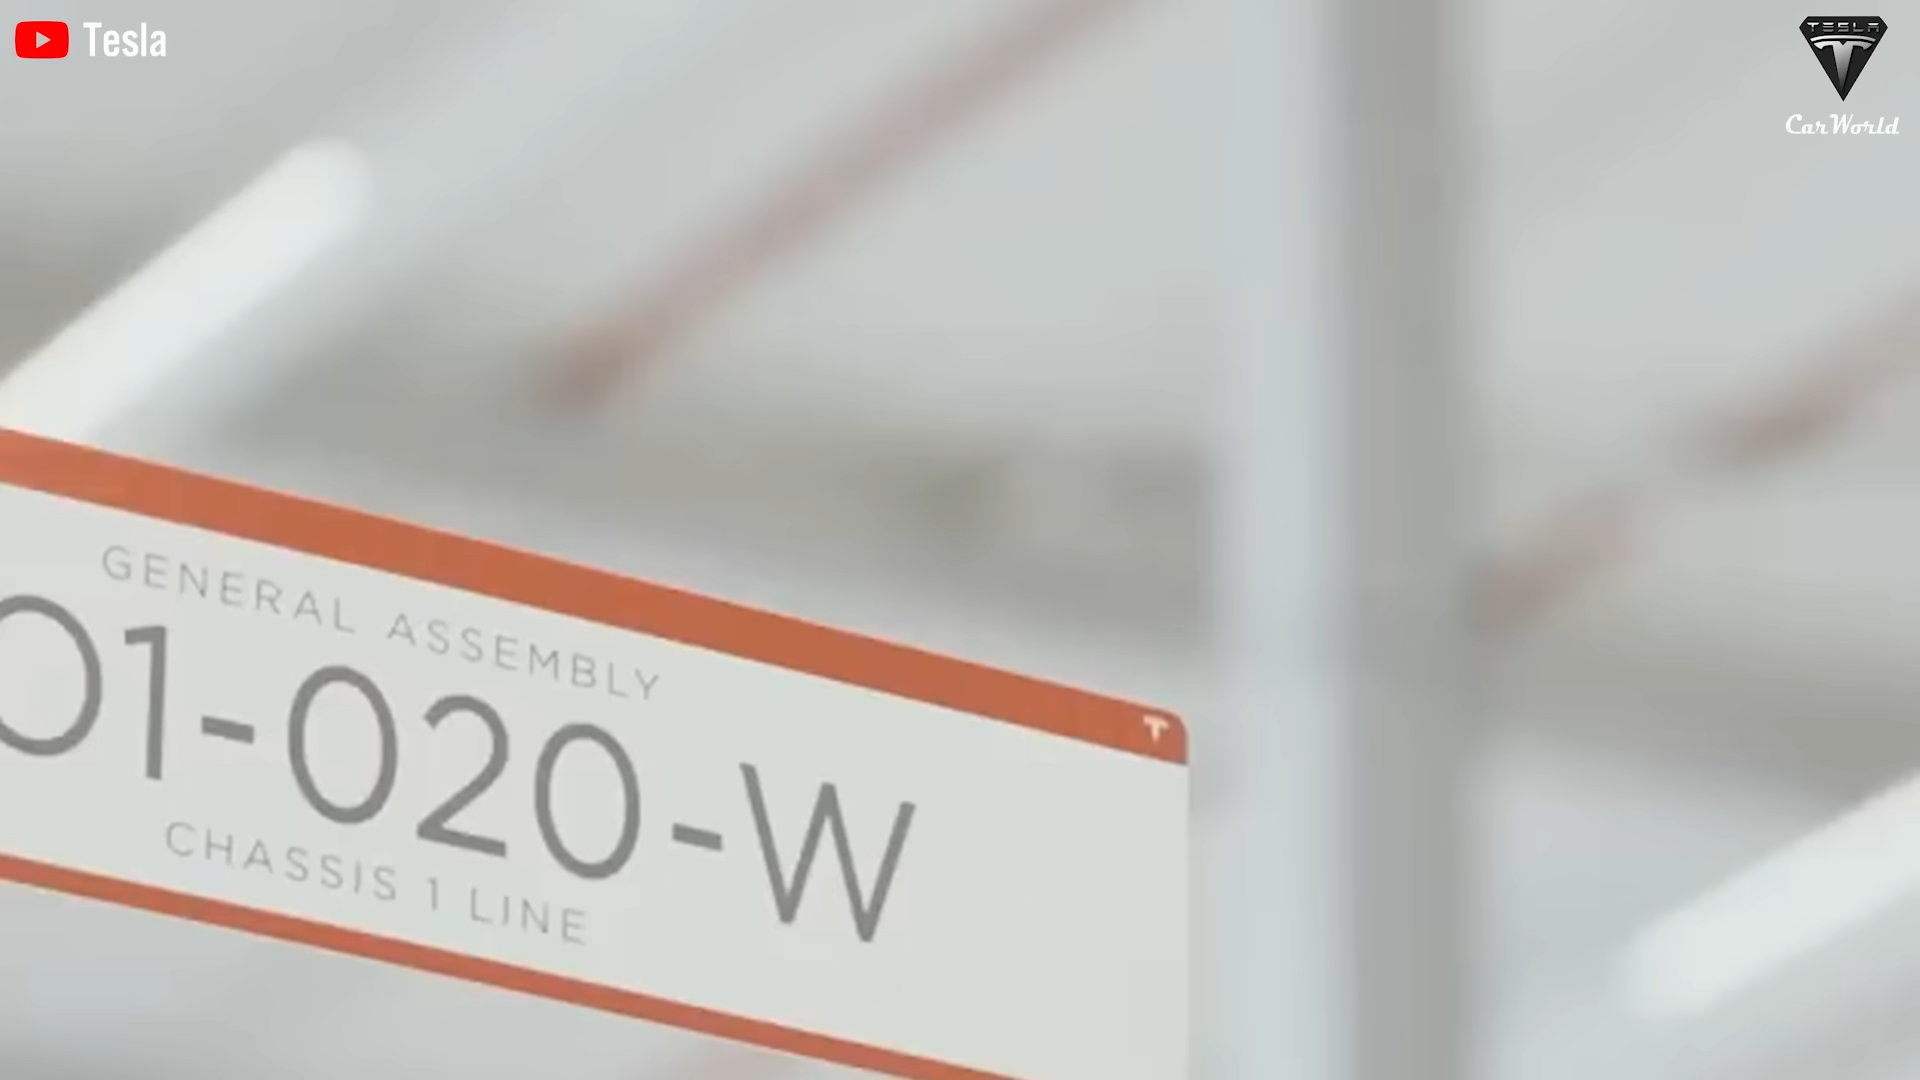 Tesla
TESLA
CarWorld
GENERAL ASSEMBLY
01-020-W
CHASSIS 1 LINE